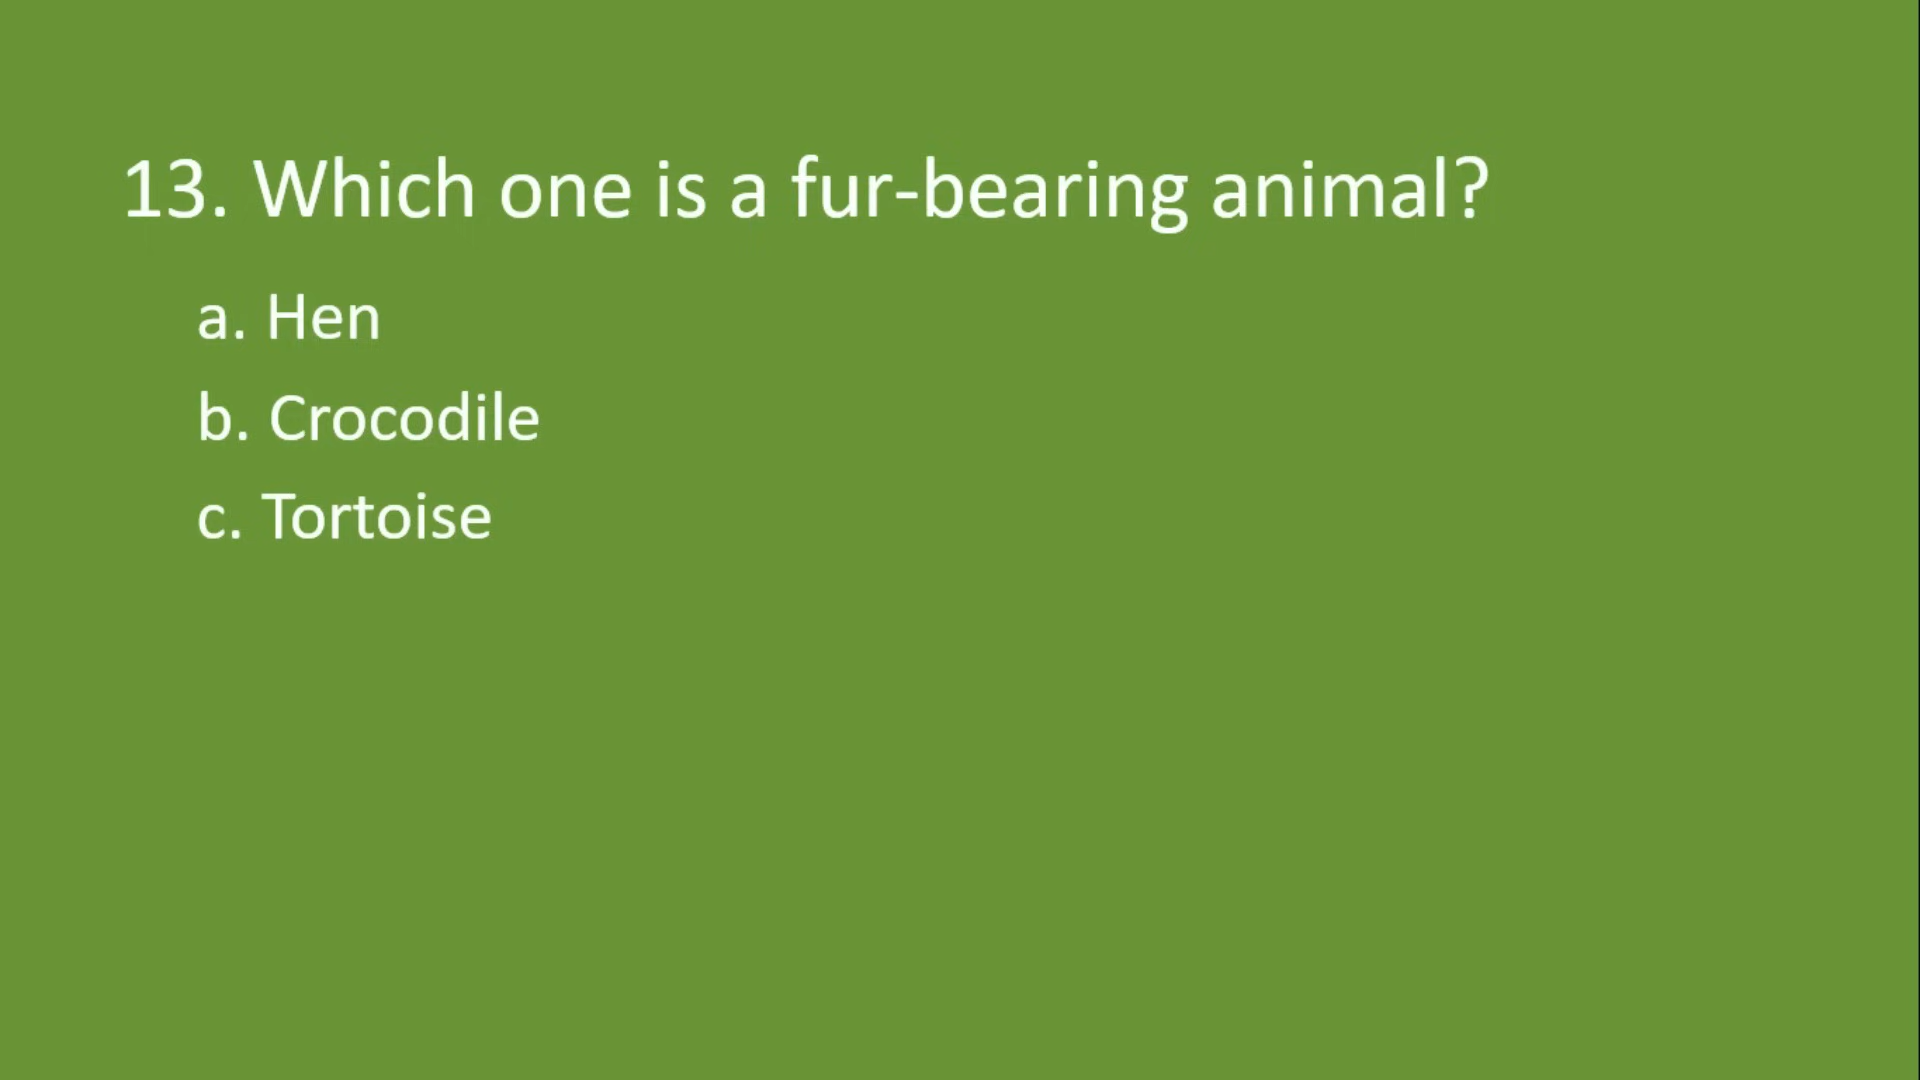 13. Which one is a fur-bearing animal?
a. Hen
b. Crocodile
c. Tortoise